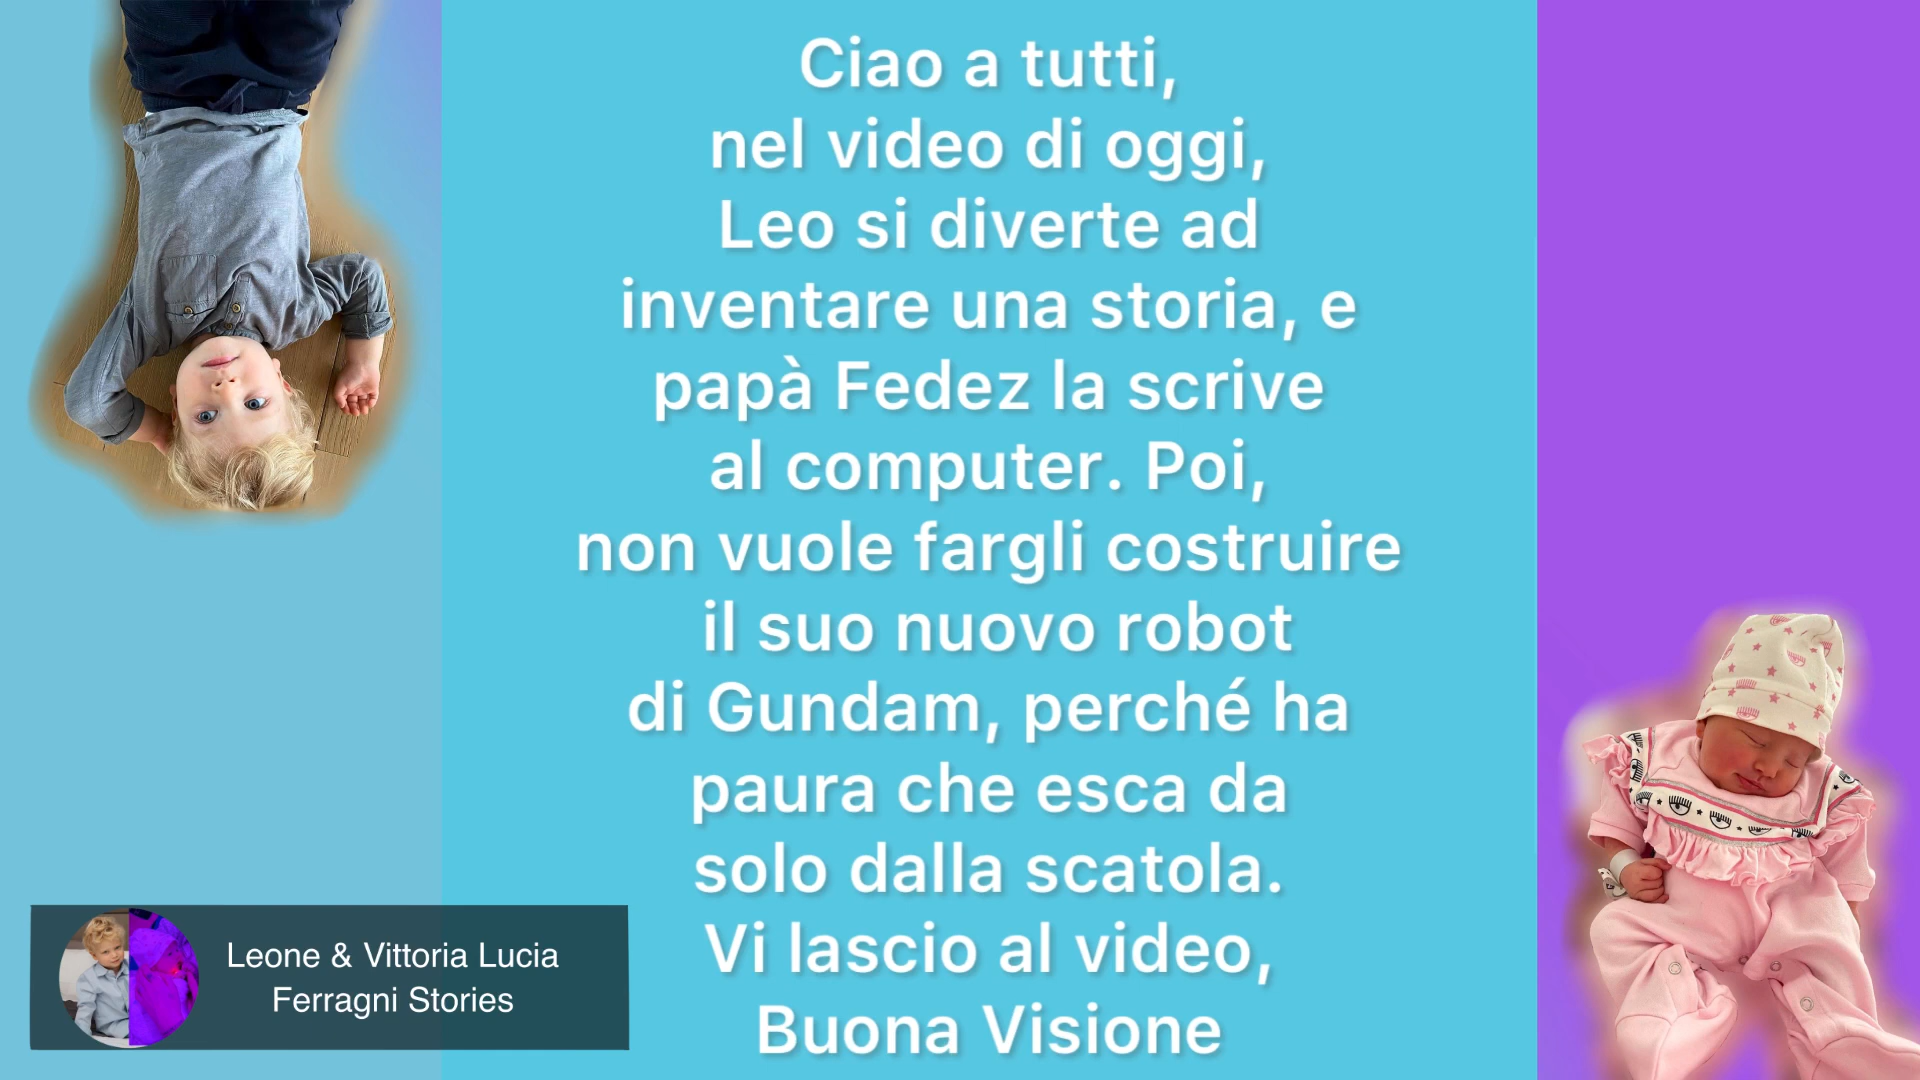 Ciao a tutti,
nel video di oggi,
Leo si diverte ad
inventare una storia, e
papà Fedez la scrive
al computer. Poi,
non vuole fargli costruire
il suo nuovo robot
di Gundam, perché ha
paura che esca da
solo dalla scatola.
Vi lascio al video,
Buona Visione
Leone & Vittoria Lucia
Ferragni Stories